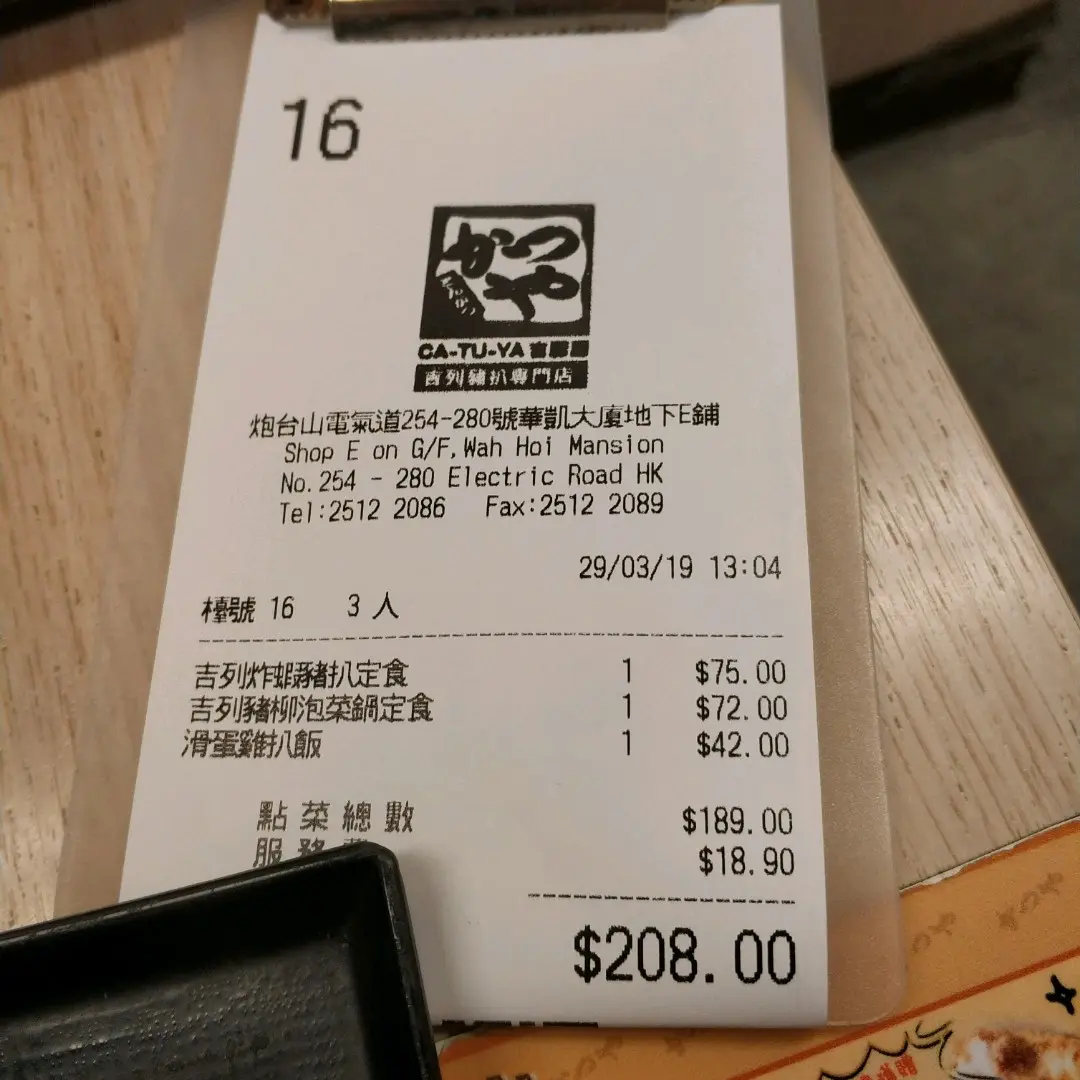 16
かつ
や
CA-TU-YA 吉豚屋
吉列豬扒專門店
炮台山電氣道254-280號華凱大廈地下E鋪
Shop E on G/F,Wah Hoi Mansion
No.254 - 280 Electric Road HK
Tel:2512 2086 Fax:2512 2089
29/03/19 13:04
檯號 16 3 人
吉列炸蝦豬扒定食 1 $75.00
吉列豬柳泡菜鍋定食 1 $72.00
滑蛋雞扒飯 1 $42.00
點菜總數 $189.00
服務 $18.90
$208.00